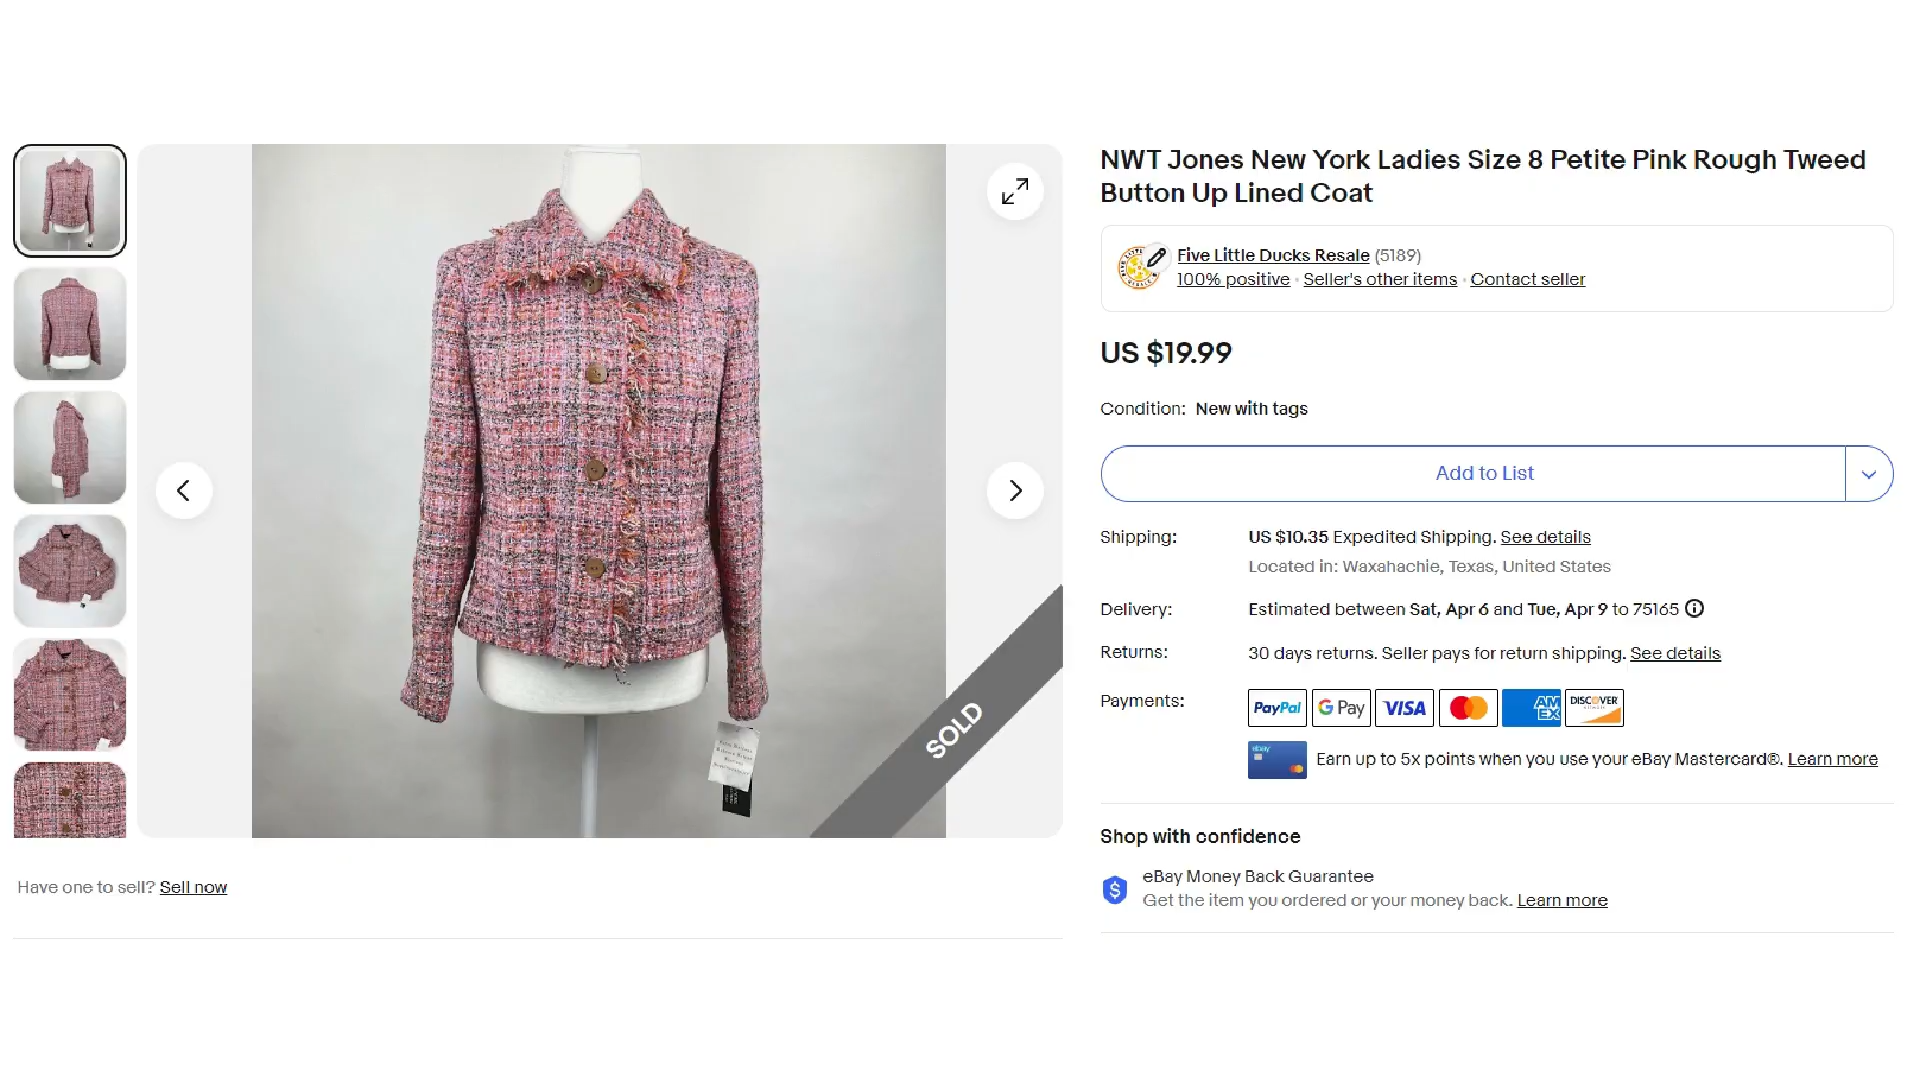 NWT Jones New York Ladies Size 8 Petite Pink Rough Tweed
Button Up Lined Coat
Five Little Ducks Resale (5189)
100% positive · Seller's other items · Contact seller
US $19.99
Condition: New with tags
Add to List
Shipping: US $10.35 Expedited Shipping. See details
Located in: Waxahachie, Texas, United States
Delivery: Estimated between Sat, Apr 6 and Tue, Apr 9 to 75165
Returns: 30 days returns. Seller pays for return shipping. See details
Payments: PayPal G Pay VISA AM EX DISCOVER
ebay Earn up to 5x points when you use your eBay Mastercard®. Learn more
Shop with confidence
eBay Money Back Guarantee
Get the item you ordered or your money back. Learn more
SOLD
Have one to sell? Sell now